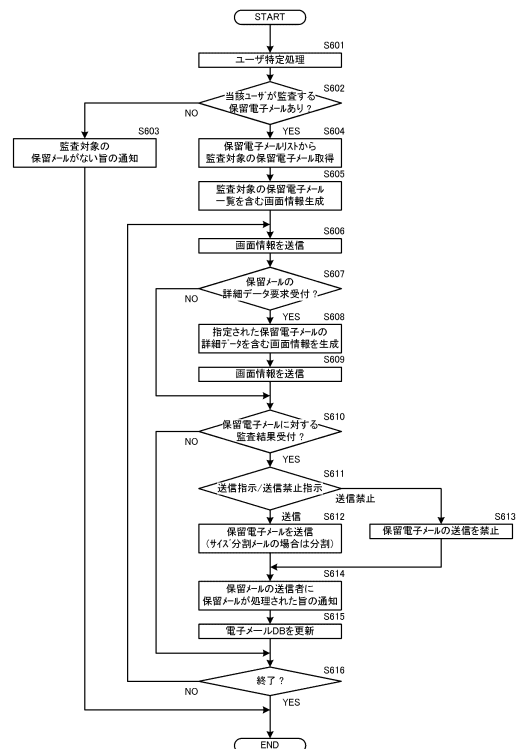 START
S601
ユーザ特定処理
S602
当該ユーザが監査する
保留電子メールあり？
NO
YES
S603
監査対象の
保留メールがない旨の通知
S604
保留電子メールリストから
監査対象の保留電子メール取得
S605
監査対象の保留電子メール
一覧を含む画面情報生成
S606
画面情報を送信
S607
保留メールの
詳細データ要求受付？
NO
YES
S608
指定された保留電子メールの
詳細データを含む画面情報を生成
S609
画面情報を送信
S610
保留電子メールに対する
監査結果受付？
NO
YES
S611
送信指示/送信禁止指示
送信禁止
送信
S612
保留電子メールを送信
(サイズ分割メールの場合は分割)
S613
保留電子メールの送信を禁止
S614
保留メールの送信者に
保留メールが処理された旨の通知
S615
電子メールDBを更新
S616
終了？
NO
YES
END